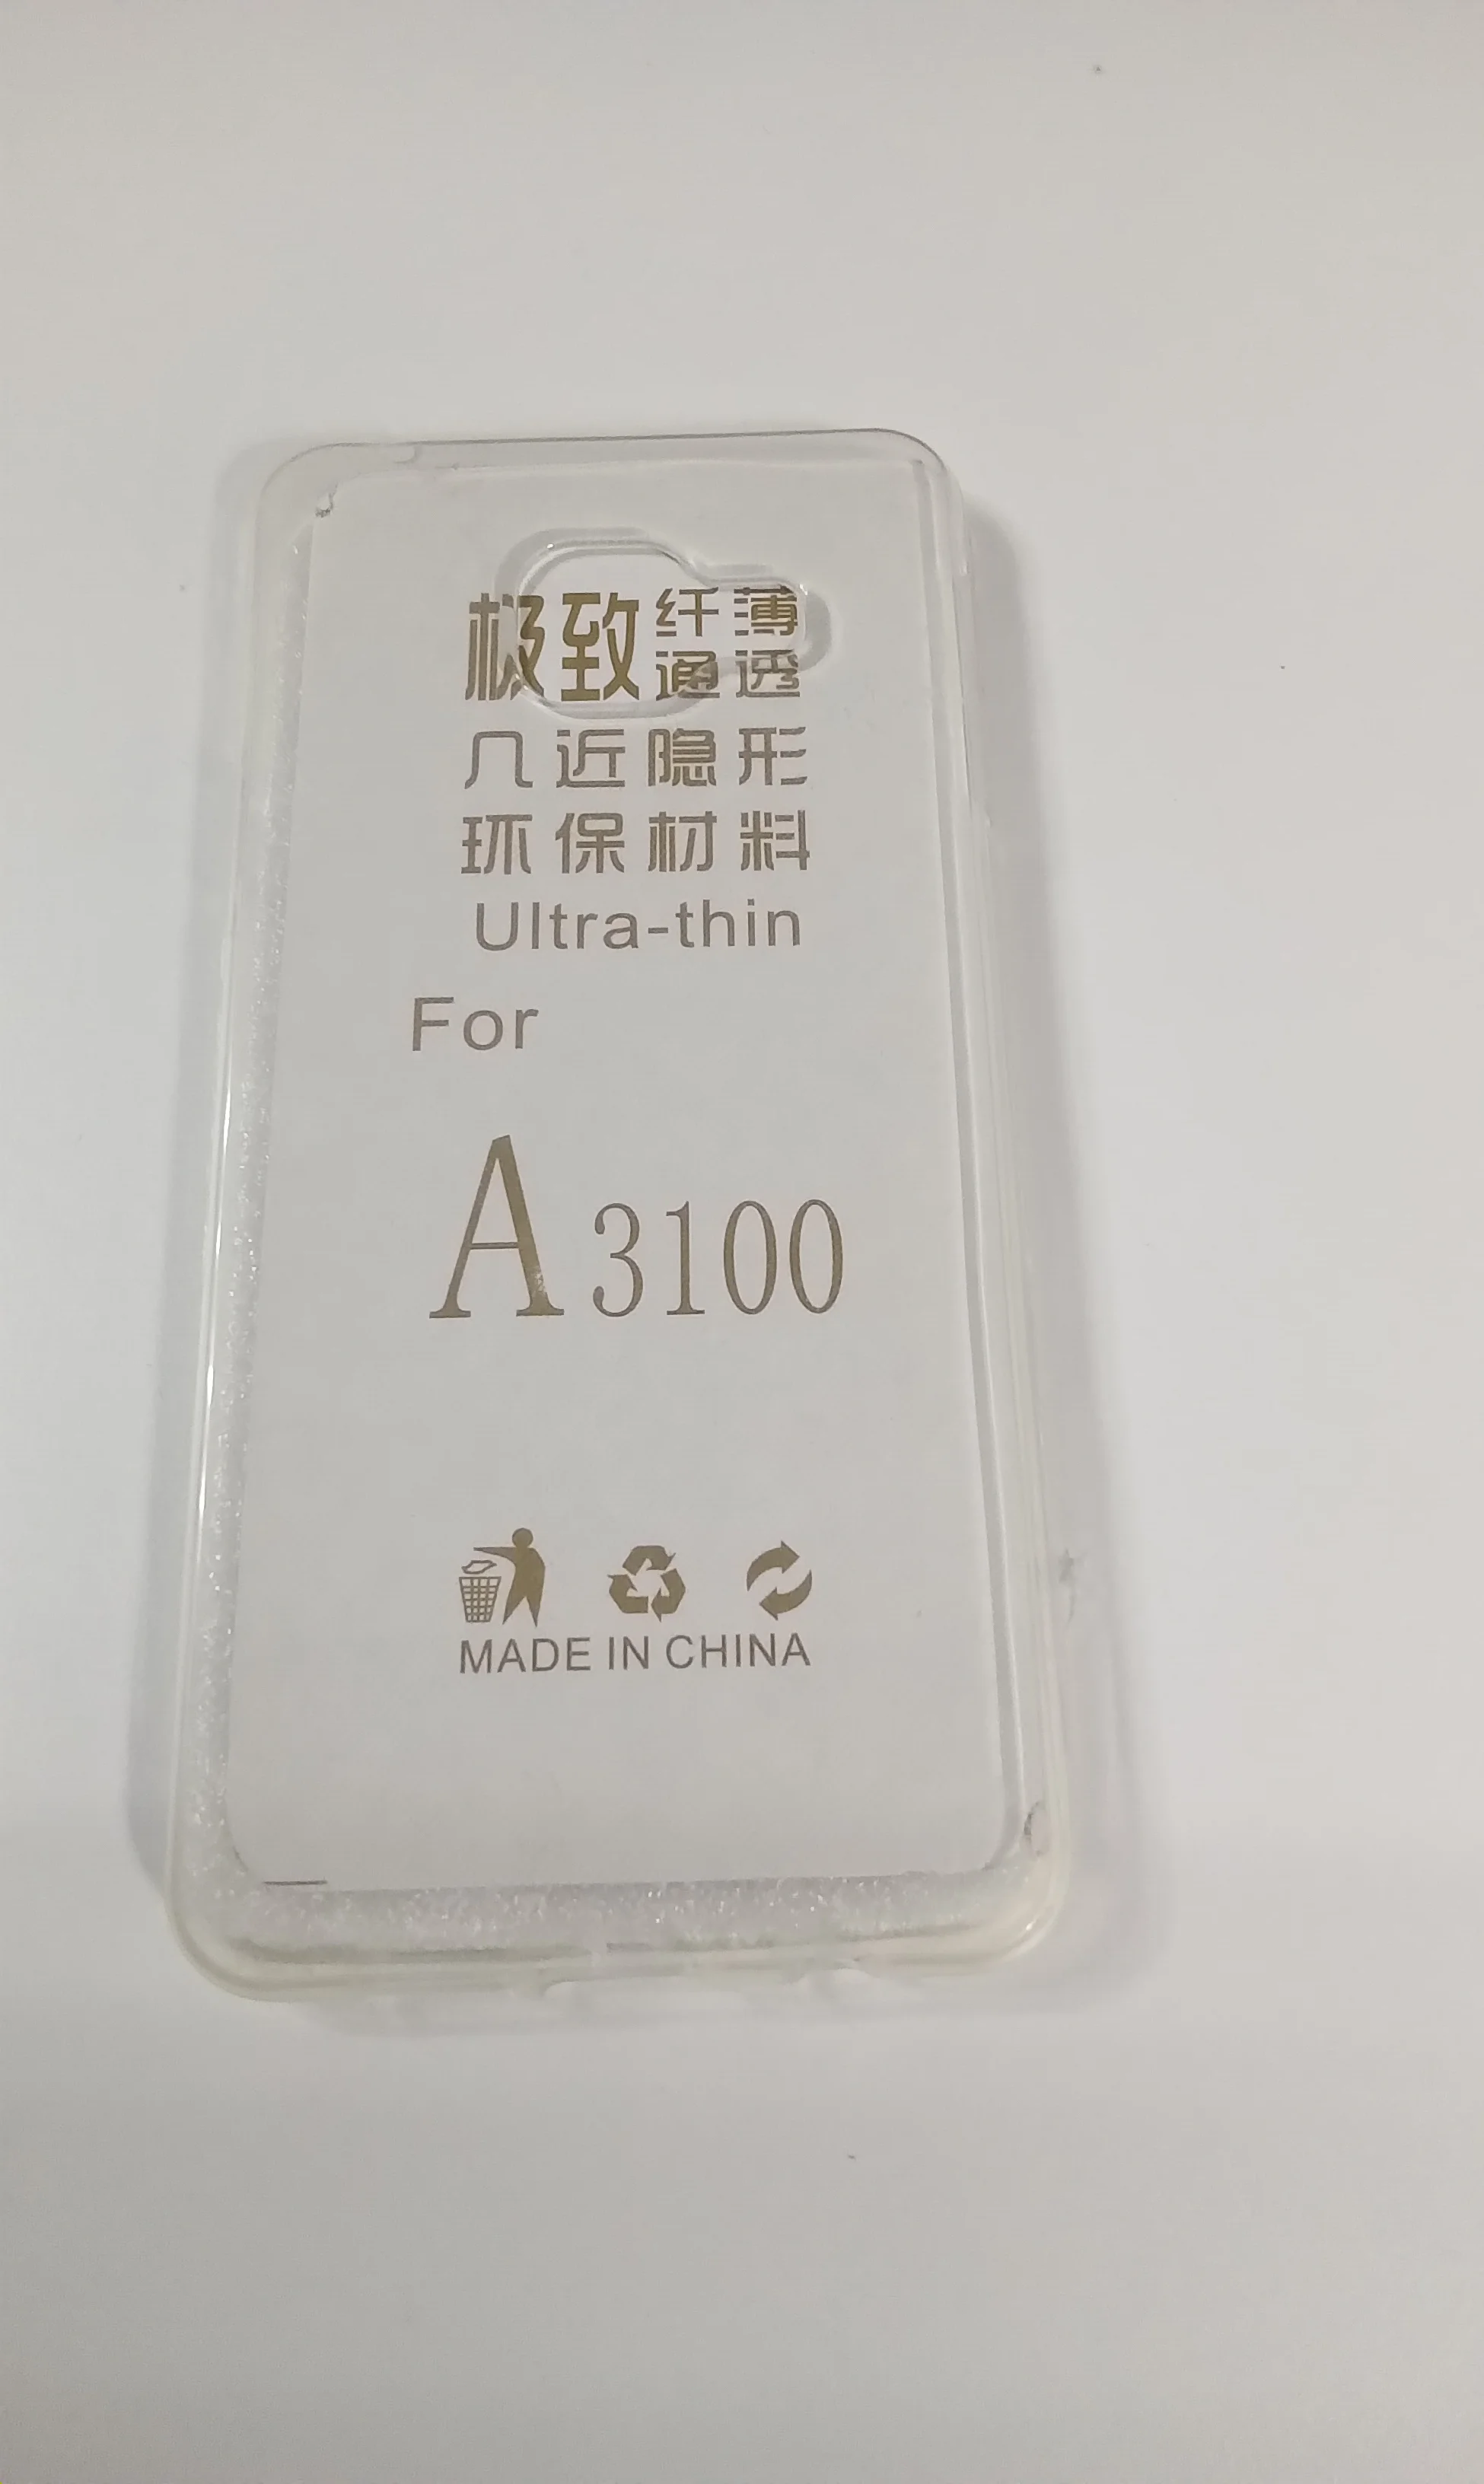 极致 纤薄
通透
几近隐形
环保材料
Ultra-thin
For
A 3100
MADE IN CHINA